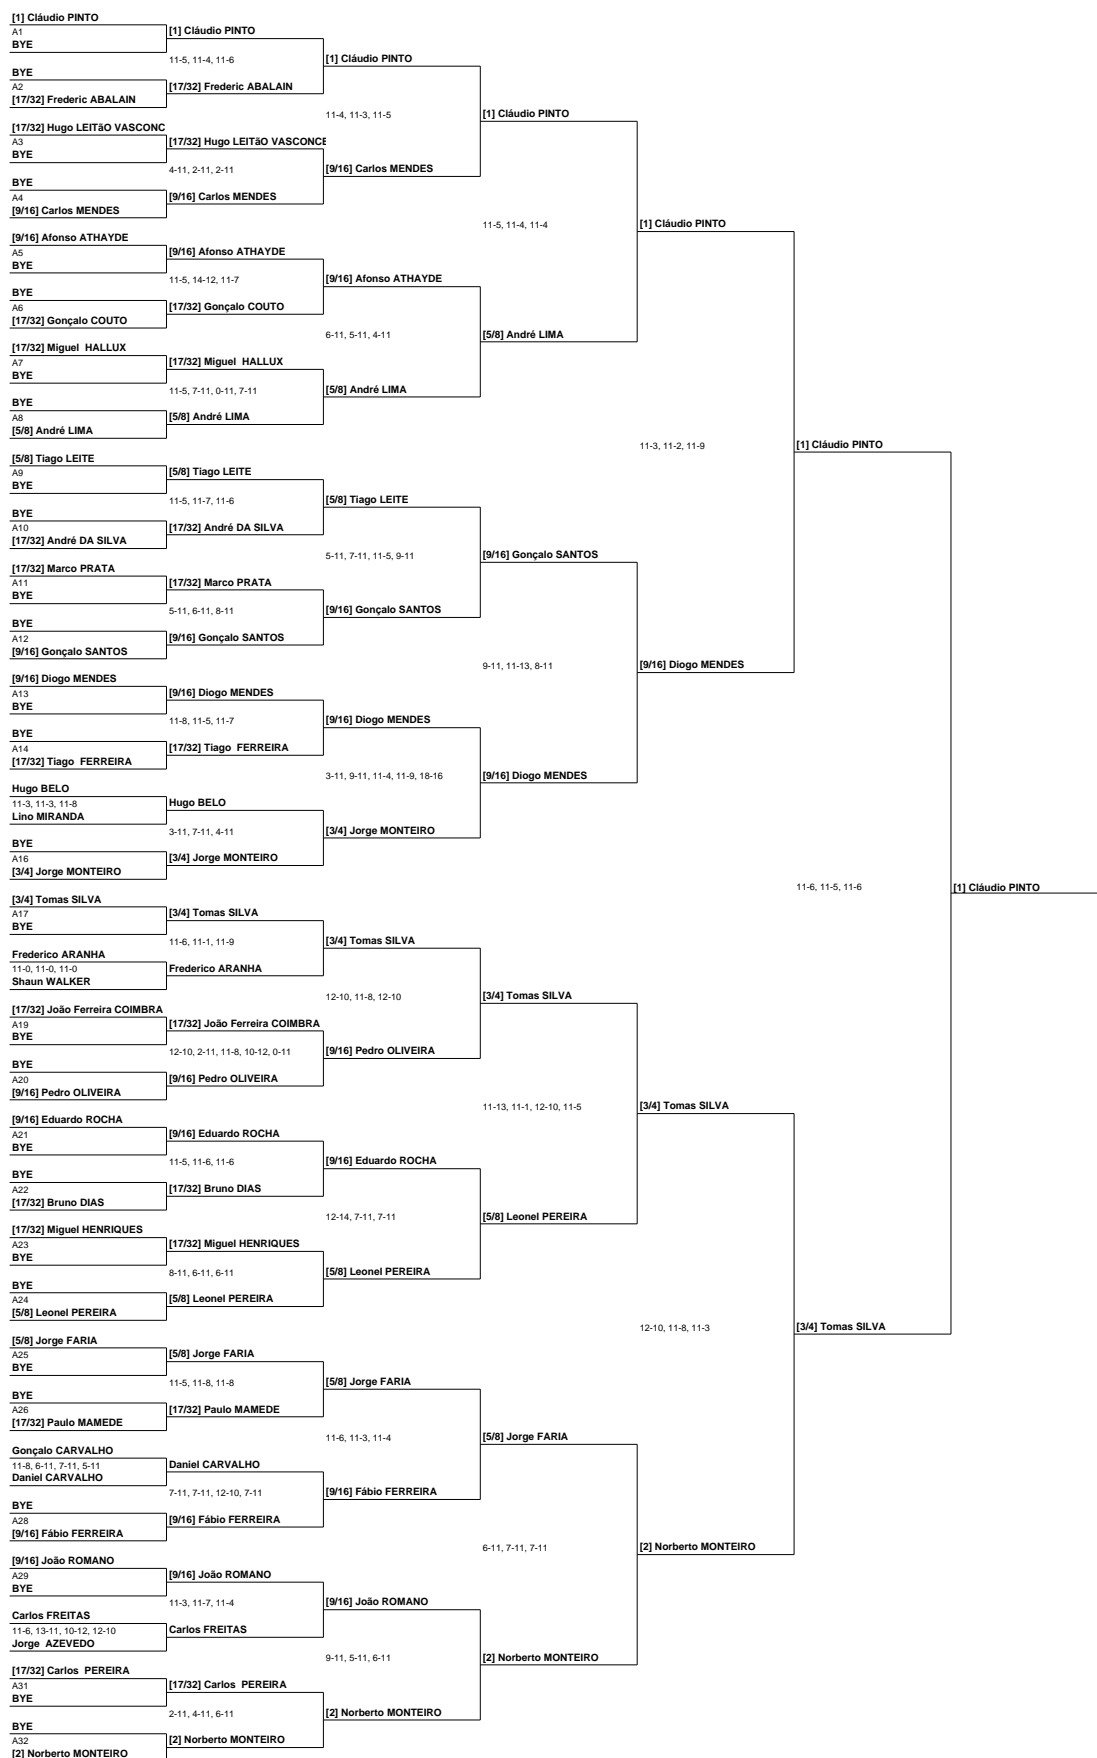 [1] Cláudio PINTO
A1
BYE
BYE
A2
[17/32] Frederic ABALAIN
[17/32] Hugo LEITãO VASCONC
A3
BYE
BYE
A4
[9/16] Carlos MENDES
[9/16] Afonso ATHAYDE
A5
BYE
BYE
A6
[17/32] Gonçalo COUTO
[17/32] Miguel  HALLUX
A7
BYE
BYE
A8
[5/8] André LIMA
[5/8] Tiago LEITE
A9
BYE
BYE
A10
[17/32] André DA SILVA
[17/32] Marco PRATA
A11
BYE
BYE
A12
[9/16] Gonçalo SANTOS
[9/16] Diogo MENDES
A13
BYE
BYE
A14
[17/32] Tiago  FERREIRA
Hugo BELO
11-3, 11-3, 11-8
Lino MIRANDA
BYE
A16
[3/4] Jorge MONTEIRO
[3/4] Tomas SILVA
A17
BYE
Frederico ARANHA
11-0, 11-0, 11-0
Shaun WALKER
[17/32] João Ferreira COIMBRA
A19
BYE
BYE
A20
[9/16] Pedro OLIVEIRA
[9/16] Eduardo ROCHA
A21
BYE
BYE
A22
[17/32] Bruno DIAS
[17/32] Miguel HENRIQUES
A23
BYE
BYE
A24
[5/8] Leonel PEREIRA
[5/8] Jorge FARIA
A25
BYE
BYE
A26
[17/32] Paulo MAMEDE
Gonçalo CARVALHO
11-8, 6-11, 7-11, 5-11
Daniel CARVALHO
BYE
A28
[9/16] Fábio FERREIRA
[9/16] João ROMANO
A29
BYE
Carlos FREITAS
11-6, 13-11, 10-12, 12-10
Jorge  AZEVEDO
[17/32] Carlos  PEREIRA
A31
BYE
BYE
A32
[2] Norberto MONTEIRO
[1] Cláudio PINTO
11-5, 11-4, 11-6
[17/32] Frederic ABALAIN
[17/32] Hugo LEITãO VASCONCE
4-11, 2-11, 2-11
[9/16] Carlos MENDES
[9/16] Afonso ATHAYDE
11-5, 14-12, 11-7
[17/32] Gonçalo COUTO
[17/32] Miguel  HALLUX
11-5, 7-11, 0-11, 7-11
[5/8] André LIMA
[5/8] Tiago LEITE
11-5, 11-7, 11-6
[17/32] André DA SILVA
[17/32] Marco PRATA
5-11, 6-11, 8-11
[9/16] Gonçalo SANTOS
[9/16] Diogo MENDES
11-8, 11-5, 11-7
[17/32] Tiago  FERREIRA
Hugo BELO
3-11, 7-11, 4-11
[3/4] Jorge MONTEIRO
[3/4] Tomas SILVA
11-6, 11-1, 11-9
Frederico ARANHA
[17/32] João Ferreira COIMBRA
12-10, 2-11, 11-8, 10-12, 0-11
[9/16] Pedro OLIVEIRA
[9/16] Eduardo ROCHA
11-5, 11-6, 11-6
[17/32] Bruno DIAS
[17/32] Miguel HENRIQUES
8-11, 6-11, 6-11
[5/8] Leonel PEREIRA
[5/8] Jorge FARIA
11-5, 11-8, 11-8
[17/32] Paulo MAMEDE
Daniel CARVALHO
7-11, 7-11, 12-10, 7-11
[9/16] Fábio FERREIRA
[9/16] João ROMANO
11-3, 11-7, 11-4
Carlos FREITAS
[17/32] Carlos  PEREIRA
2-11, 4-11, 6-11
[2] Norberto MONTEIRO
[1] Cláudio PINTO
11-4, 11-3, 11-5
[9/16] Carlos MENDES
[9/16] Afonso ATHAYDE
6-11, 5-11, 4-11
[5/8] André LIMA
[5/8] Tiago LEITE
5-11, 7-11, 11-5, 9-11
[9/16] Gonçalo SANTOS
[9/16] Diogo MENDES
3-11, 9-11, 11-4, 11-9, 18-16
[3/4] Jorge MONTEIRO
[3/4] Tomas SILVA
12-10, 11-8, 12-10
[9/16] Pedro OLIVEIRA
[9/16] Eduardo ROCHA
12-14, 7-11, 7-11
[5/8] Leonel PEREIRA
[5/8] Jorge FARIA
11-6, 11-3, 11-4
[9/16] Fábio FERREIRA
[9/16] João ROMANO
9-11, 5-11, 6-11
[2] Norberto MONTEIRO
[1] Cláudio PINTO
11-5, 11-4, 11-4
[5/8] André LIMA
[9/16] Gonçalo SANTOS
9-11, 11-13, 8-11
[9/16] Diogo MENDES
[3/4] Tomas SILVA
11-13, 11-1, 12-10, 11-5
[5/8] Leonel PEREIRA
[5/8] Jorge FARIA
6-11, 7-11, 7-11
[2] Norberto MONTEIRO
[1] Cláudio PINTO
11-3, 11-2, 11-9
[9/16] Diogo MENDES
[3/4] Tomas SILVA
12-10, 11-8, 11-3
[2] Norberto MONTEIRO
[1] Cláudio PINTO
11-6, 11-5, 11-6
[3/4] Tomas SILVA
[1] Cláudio PINTO